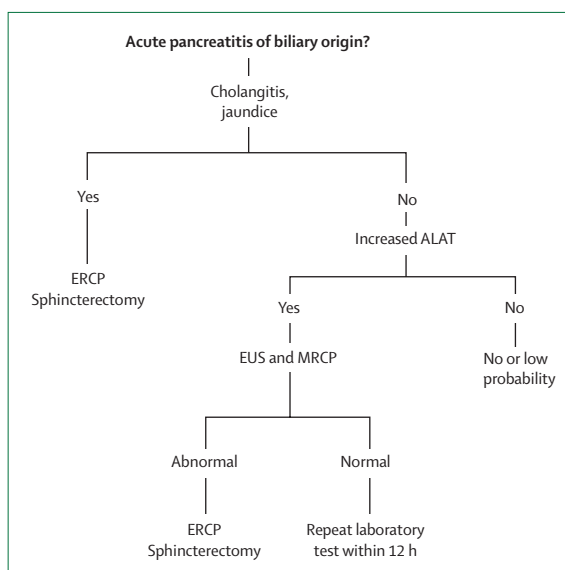 Acute pancreatitis of biliary origin?
Cholangitis,
jaundice
Yes
No
ERCP
Sphincterectomy
Increased ALAT
Yes
No
EUS and MRCP
No or low
probability
Abnormal
Normal
ERCP
Sphincterectomy
Repeat laboratory
test within 12 h